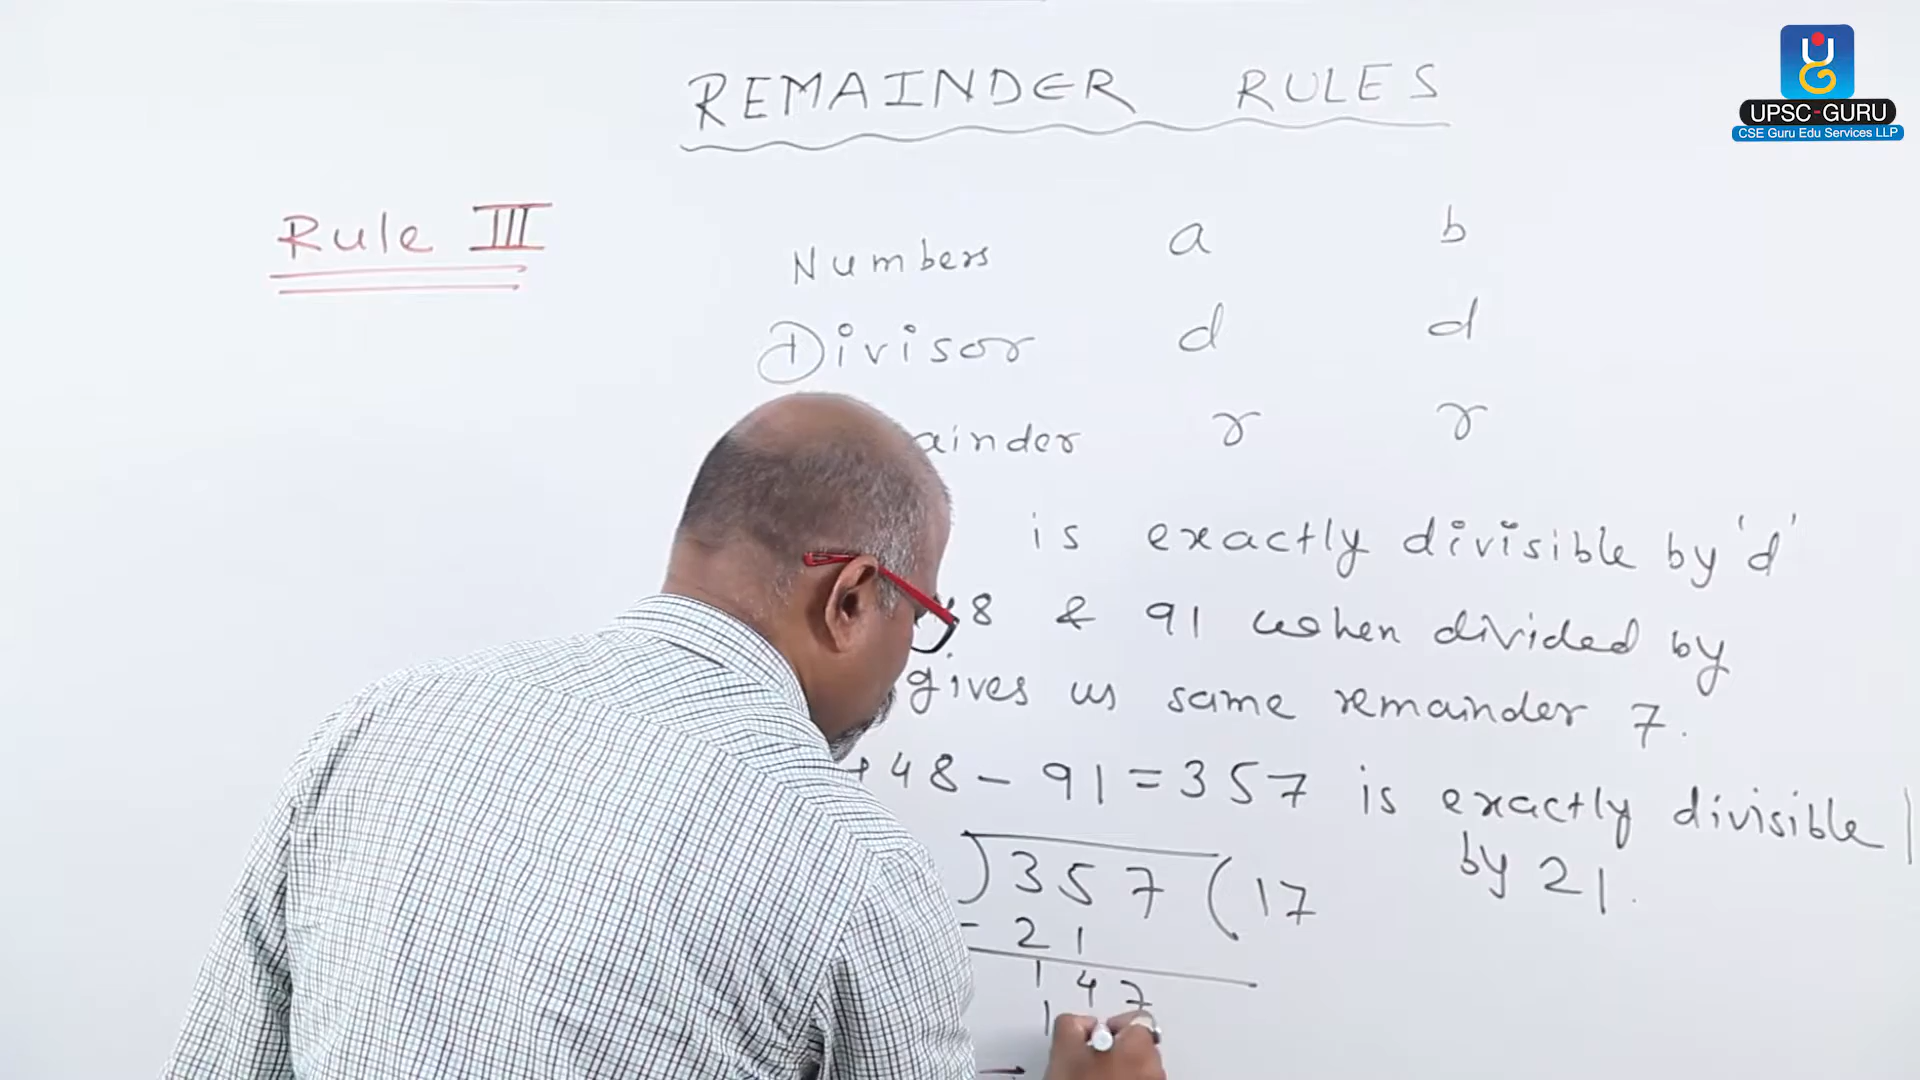 REMAINDER RULES
UPSC-GURU
CSE Guru Edu Services LLP
Rule III
Numbers a b
Divisor d d
ainder r r
is exactly divisible by 'd'
48 & 91 when divided by
gives us same remainder 7.
448 - 91 = 357 is exactly divisible
by 21.
) 357 ( 17
- 21
147
1